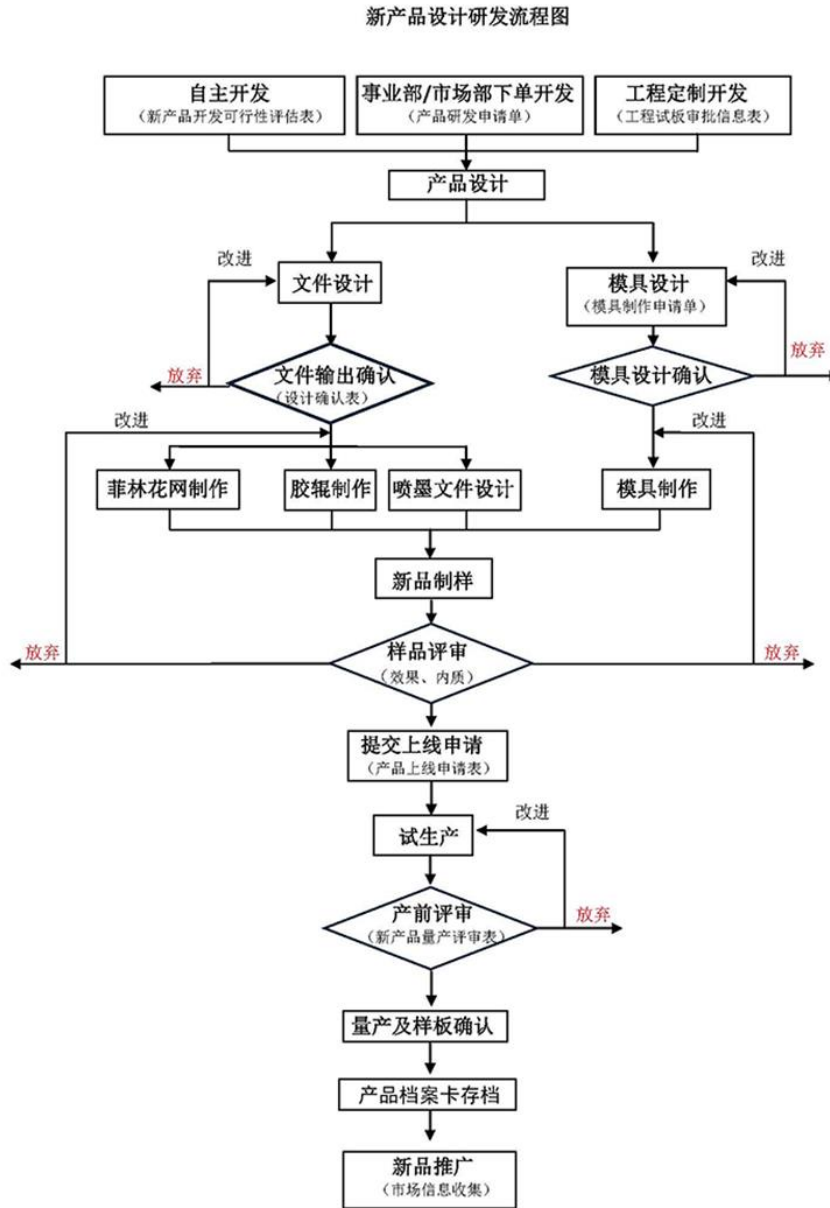 新产品设计研发流程图
自主开发
（新产品开发可行性评估表）
事业部/市场部下单开发
（产品研发申请单）
工程定制开发
（工程试板审批信息表）
产品设计
改进
文件设计
模具设计
（模具制作申请单）
改进
放弃
文件输出确认
（设计确认表）
模具设计确认
放弃
改进
改进
菲林花网制作
胶辊制作
喷墨文件设计
模具制作
新品制样
放弃
样品评审
（效果、内质）
放弃
提交上线申请
（产品上线申请表）
改进
试生产
产前评审
（新产品量产评审表）
放弃
量产及样板确认
产品档案卡存档
新品推广
（市场信息收集）